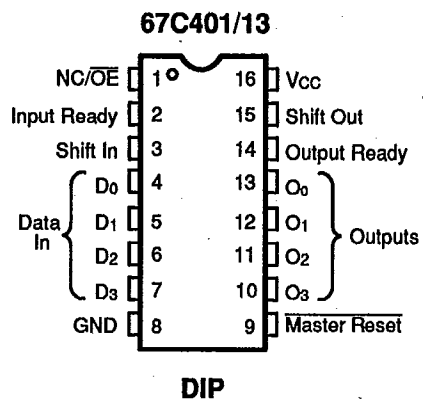 67C401/13
NC/OE 1 16 Vcc
Input Ready 2 15 Shift Out
Shift In 3 14 Output Ready
D0 4 13 O0
Data In D1 5 12 O1 Outputs
D2 6 11 O2
D3 7 10 O3
GND 8 9 Master Reset
DIP